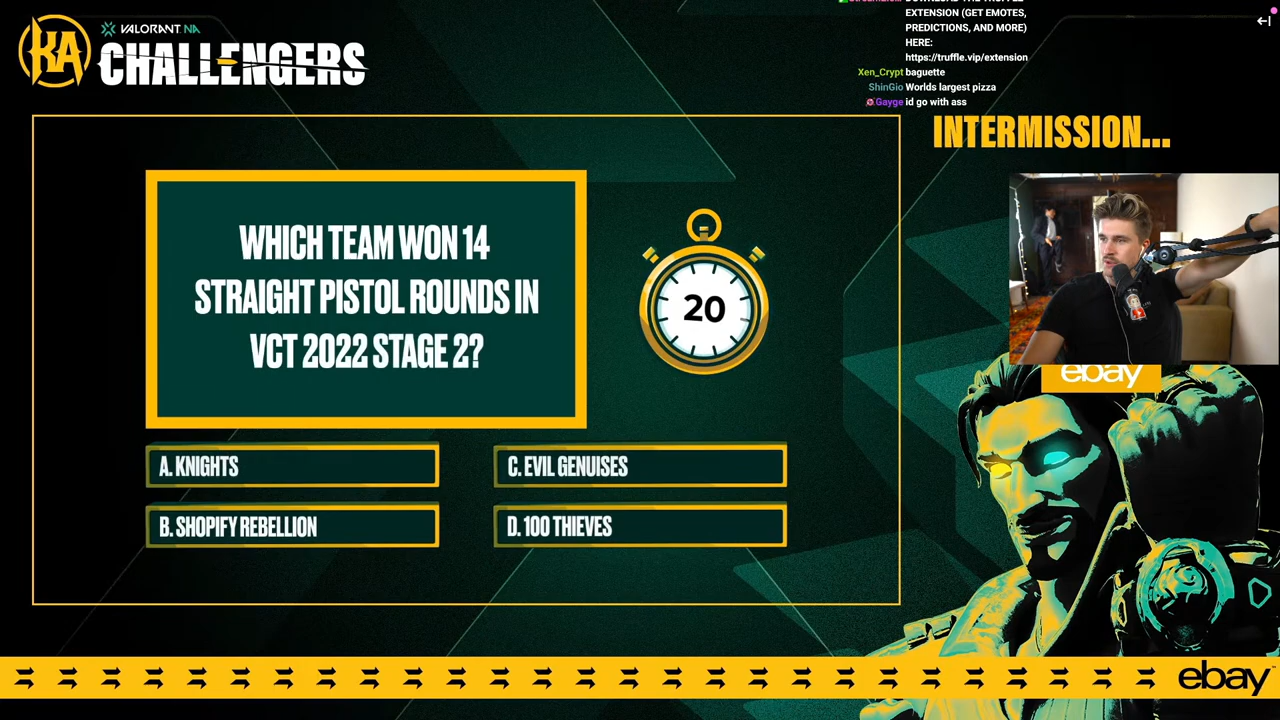 KA
VALORANT NA
CHALLENGERS
EXTENSION (GET EMOTES,
PREDICTIONS, AND MORE)
HERE:
https://truffle.vip/extension
Xen_Crypt baguette
ShinGio Worlds largest pizza
Gayge id go with ass
INTERMISSION...
WHICH TEAM WON 14
STRAIGHT PISTOL ROUNDS IN
VCT 2022 STAGE 2?
20
A. KNIGHTS
C. EVIL GENUISES
B. SHOPIFY REBELLION
D. 100 THIEVES
ebay
ebay